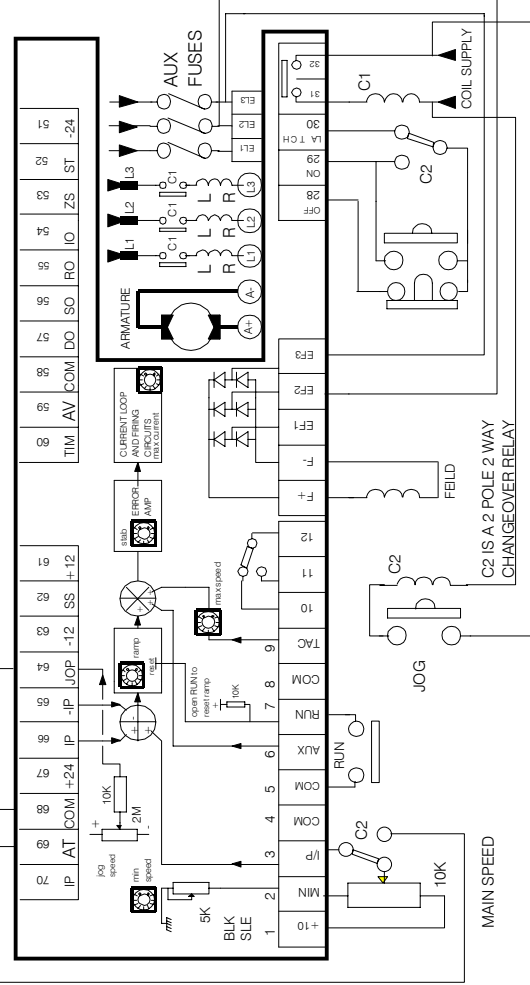 70 69 68 67 66 65 64 63 62 61
IP AT COM +24 IP -IP JOP -12 SS +12
60 59 58 57 56 55 54 53 52 51
TIM AV COM DO SO RO IO ZS ST -24
jog
speed
+
-
2M
10K
min
speed
5K
BLK
SLE
+
-
+
ramp
reset
open RUN to
reset ramp
+
10K
+
+
-
max speed
stab
ERROR
AMP
CURRENT LOOP
AND FIRING
CIRCUITS
max current
ARMATURE
A+
A-
L1
L2
L3
C1
C1
C1
L
R
L
R
L
R
L1
L2
L3
AUX
FUSES
EL1
EL2
EL3
1 2 3 4 5 6 7 8 9
+10 MIN I/P COM COM AUX RUN COM TAC
10 11 12
F+ F- EF1 EF2 EF3
28
OFF
29
ON
30
LATCH
31
32
10K
MAIN SPEED
C2
RUN
JOG
C2
C2 IS A 2 POLE 2 WAY
CHANGEOVER RELAY
FEILD
C2
C1
COIL SUPPLY